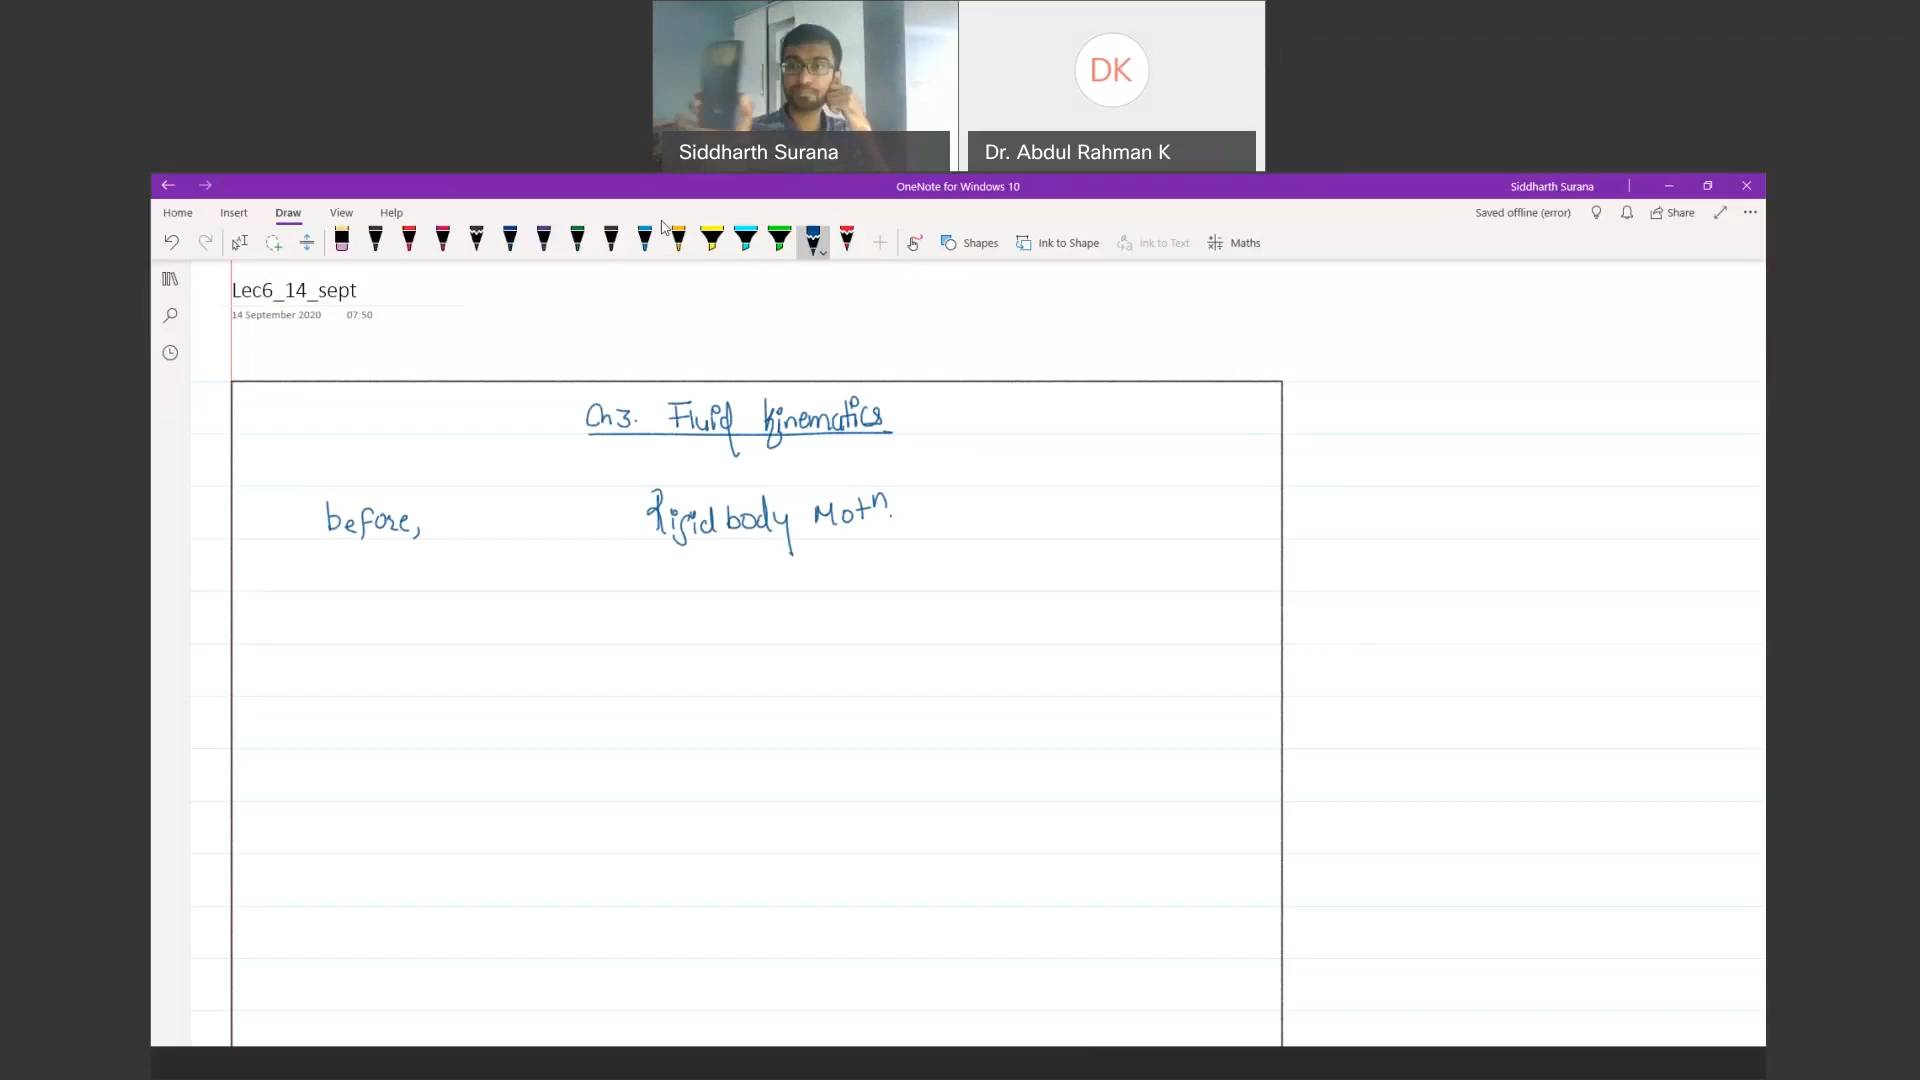 DK
Siddharth Surana
Dr. Abdul Rahman K
OneNote for Windows 10
Siddharth Surana
Home Insert Draw View Help
Saved offline (error)
Share
Shapes
Ink to Shape
Ink to Text
Maths
Lec6_14_sept
14 September 2020 07:50
Ch 3. Fluid Kinematics
before, Rigid body Motⁿ.